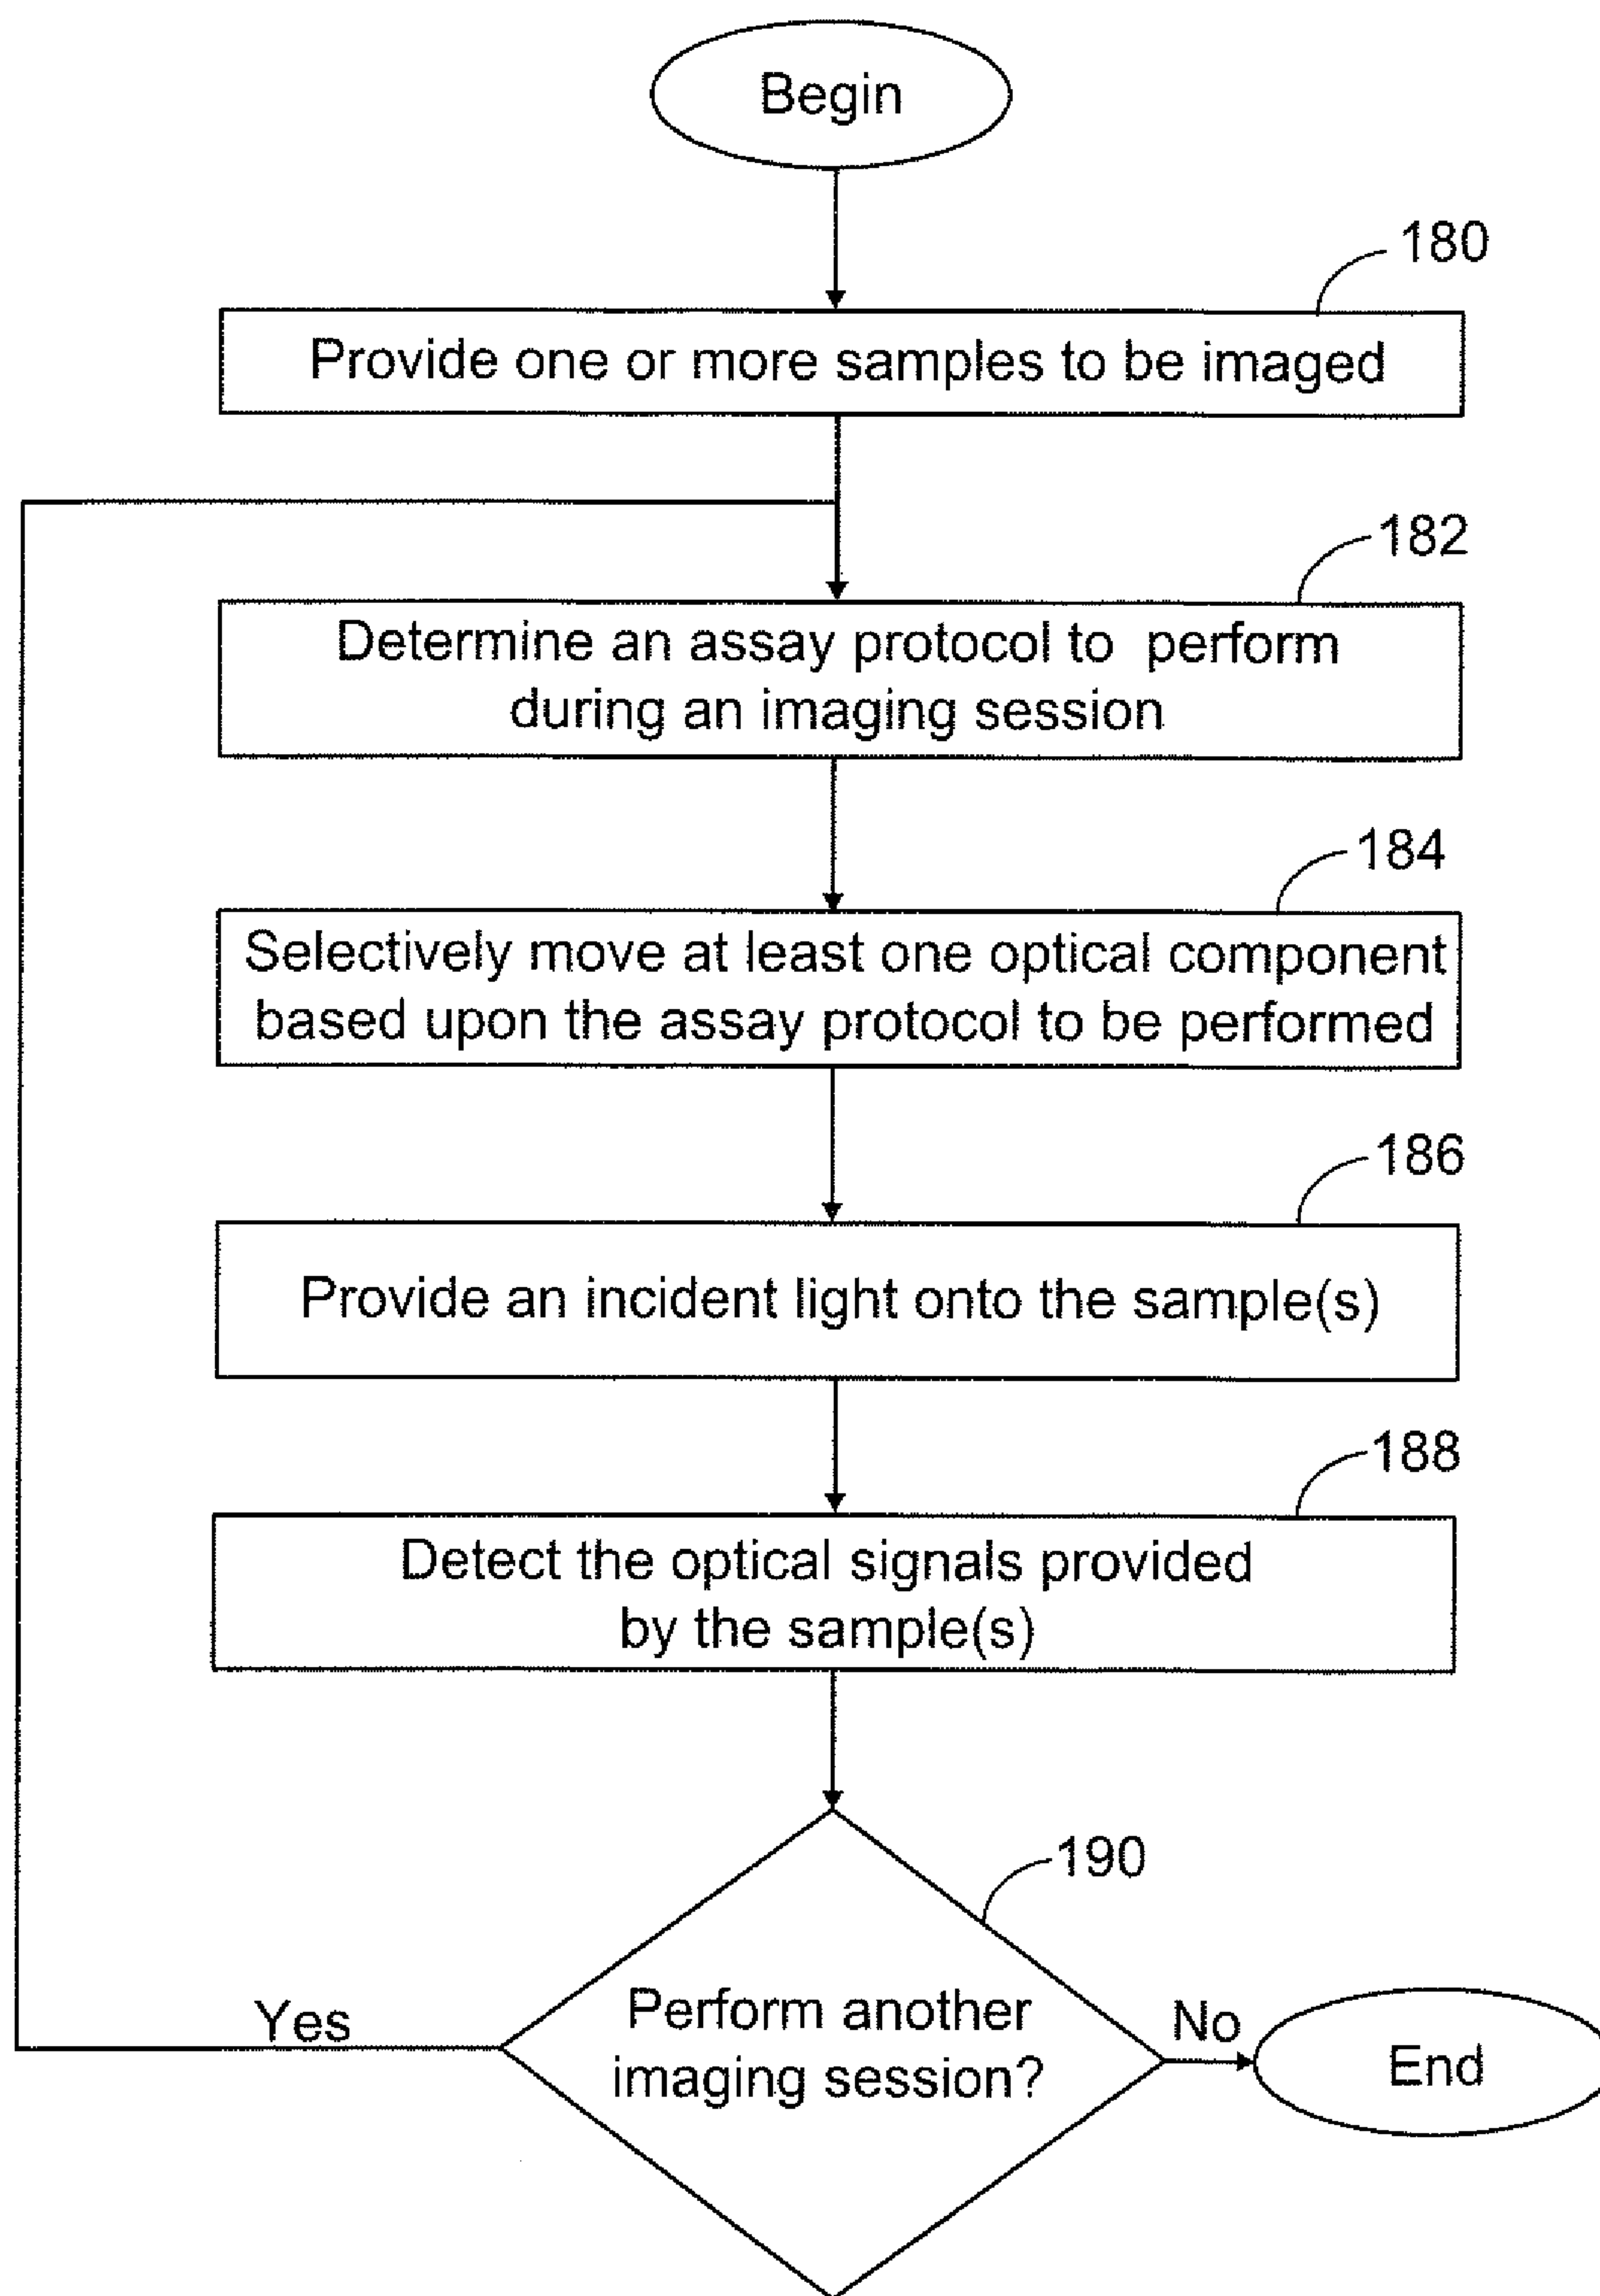 Begin
180
Provide one or more samples to be imaged
182
Determine an assay protocol to perform
during an imaging session
184
Selectively move at least one optical component
based upon the assay protocol to be performed
186
Provide an incident light onto the sample(s)
188
Detect the optical signals provided
by the sample(s)
190
Perform another
imaging session?
Yes
No
End